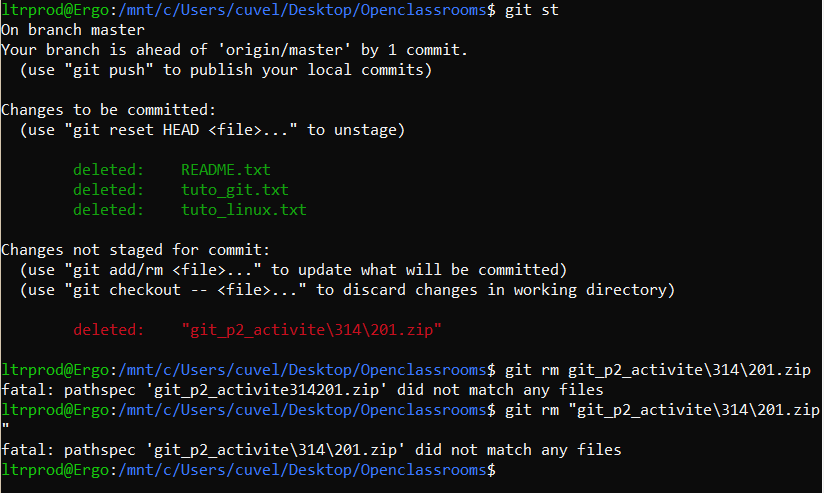 ltrprod@Ergo:/mnt/c/Users/cuvel/Desktop/Openclassrooms$ git st
On branch master
Your branch is ahead of 'origin/master' by 1 commit.
  (use "git push" to publish your local commits)

Changes to be committed:
  (use "git reset HEAD <file>..." to unstage)

        deleted:    README.txt
        deleted:    tuto_git.txt
        deleted:    tuto_linux.txt

Changes not staged for commit:
  (use "git add/rm <file>..." to update what will be committed)
  (use "git checkout -- <file>..." to discard changes in working directory)

        deleted:    "git_p2_activite\314\201.zip"

ltrprod@Ergo:/mnt/c/Users/cuvel/Desktop/Openclassrooms$ git rm git_p2_activite\314\201.zip
fatal: pathspec 'git_p2_activite314201.zip' did not match any files
ltrprod@Ergo:/mnt/c/Users/cuvel/Desktop/Openclassrooms$ git rm "git_p2_activite\314\201.zip
"
fatal: pathspec 'git_p2_activite\314\201.zip' did not match any files
ltrprod@Ergo:/mnt/c/Users/cuvel/Desktop/Openclassrooms$